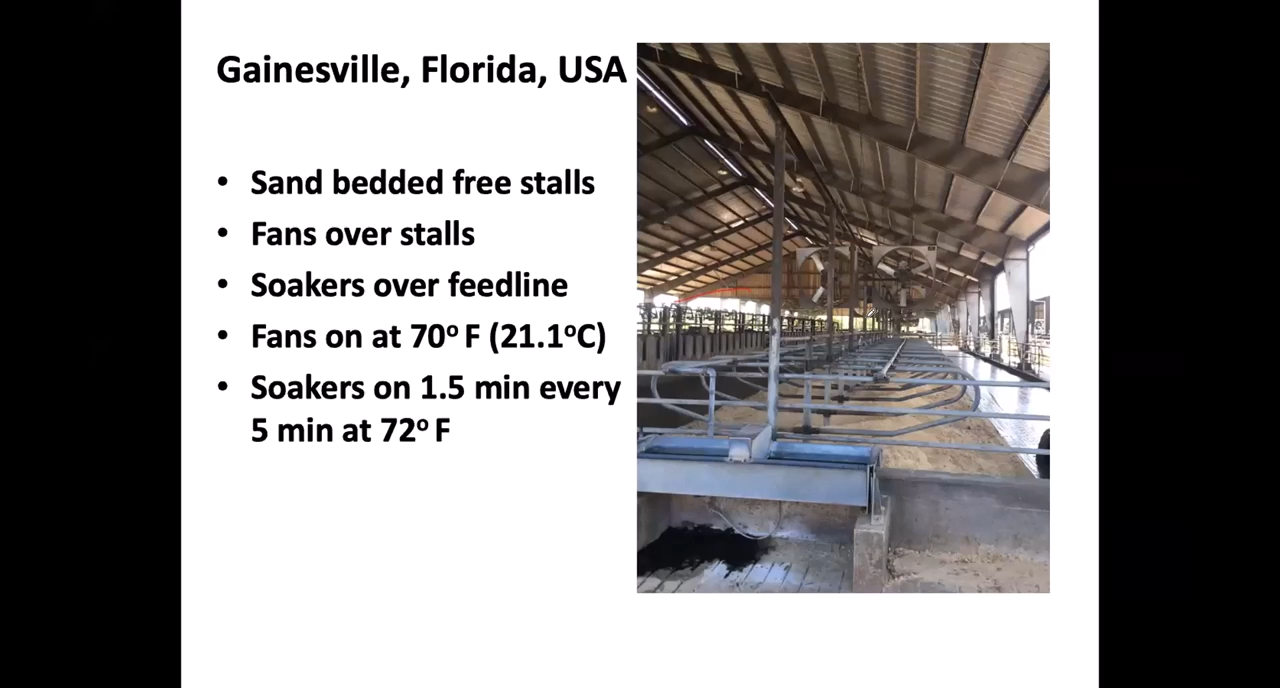 Gainesville, Florida, USA
• Sand bedded free stalls
• Fans over stalls
• Soakers over feedline
• Fans on at 70º F (21.1ºC)
• Soakers on 1.5 min every
5 min at 72º F